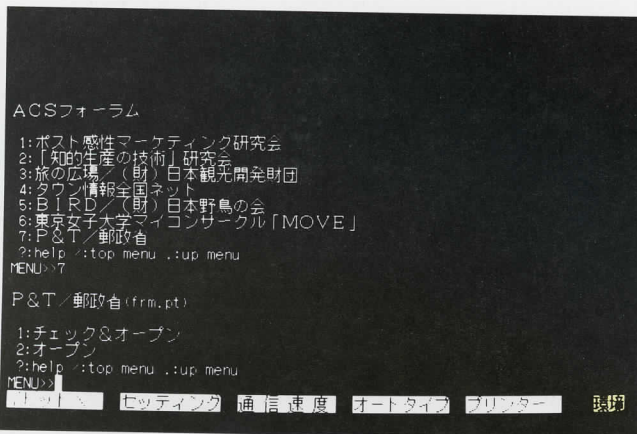 ACSフォーラム
1:ポスト感性マーケティング研究会
2:「知的生産の技術」研究会
3:旅の広場/(財)日本観光開発財団
4:タウン情報全国ネット
5:BIRD/(財)日本野鳥の会
6:東京女子大学マイコンサークル「MOVE」
7:P&T/郵政省
?:help /:top menu .:up menu
MENU>>7
P&T/郵政省(frm.pt)
1:チェック&オープン
2:オープン
?:help /:top menu .:up menu
MENU>>
セッティング 通信速度 オートタイプ プリンター 環境